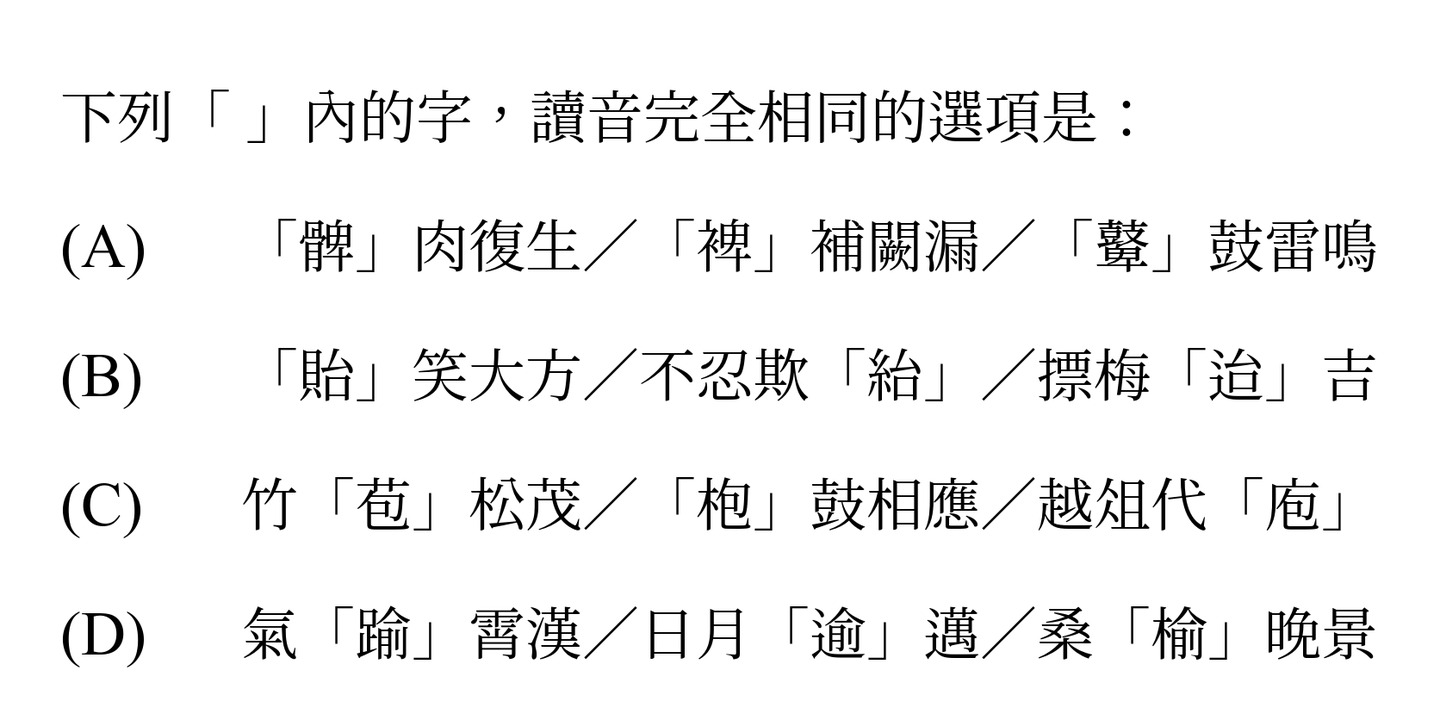 下列「 」內的字，讀音完全相同的選項是：
(A) 「髀」肉復生／「裨」補闕漏／「鼙」鼓雷鳴
(B) 「貽」笑大方／不忍欺「紿」／摽梅「迨」吉
(C) 竹「苞」松茂／「枹」鼓相應／越俎代「庖」
(D) 氣「踰」霄漢／日月「逾」邁／桑「榆」晚景